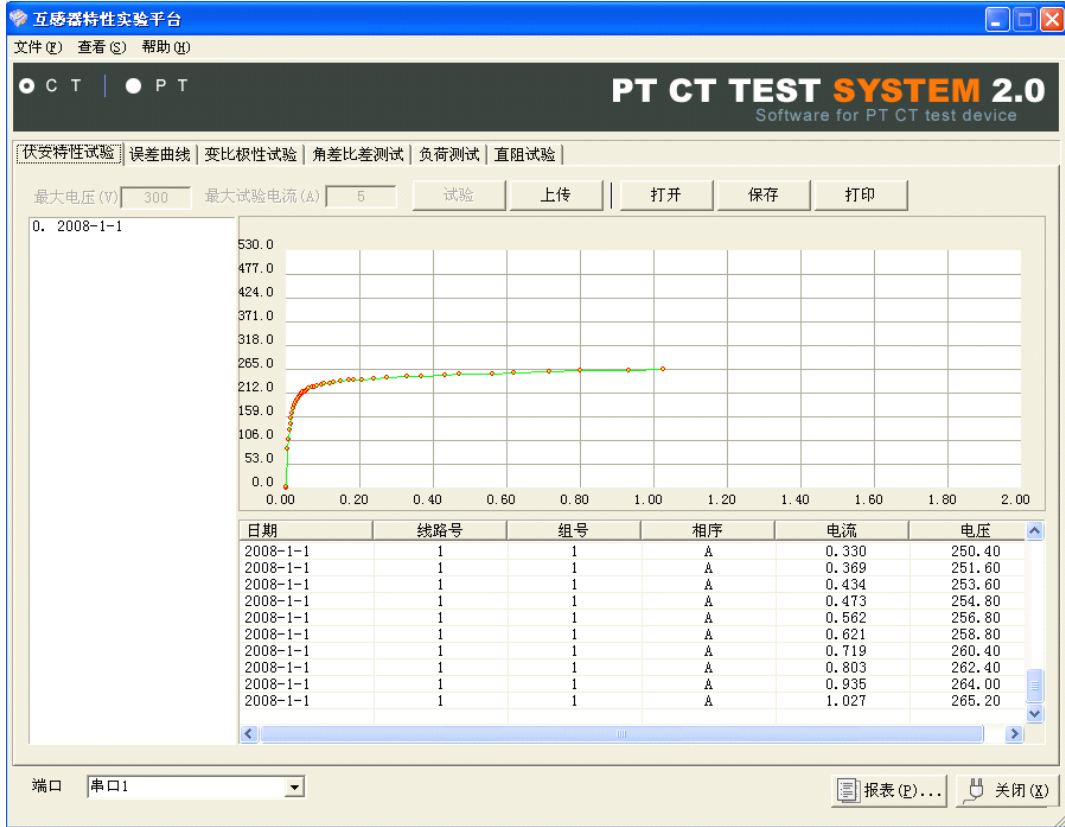 互感器特性实验平台
文件(F) 查看(S) 帮助(H)
C T | P T
PT CT TEST SYSTEM 2.0
Software for PT CT test device
伏安特性试验 误差曲线 变比极性试验 角差比差测试 负荷测试 直阻试验
最大电压(V) 300 最大试验电流(A) 5 试验 上传 打开 保存 打印
0. 2008-1-1
530.0
477.0
424.0
371.0
318.0
265.0
212.0
159.0
106.0
53.0
0.0
0.00 0.20 0.40 0.60 0.80 1.00 1.20 1.40 1.60 1.80 2.00
日期 线路号 组号 相序 电流 电压
2008-1-1 1 1 A 0.330 250.40
2008-1-1 1 1 A 0.369 251.60
2008-1-1 1 1 A 0.434 253.60
2008-1-1 1 1 A 0.473 254.80
2008-1-1 1 1 A 0.562 256.80
2008-1-1 1 1 A 0.621 258.80
2008-1-1 1 1 A 0.719 260.40
2008-1-1 1 1 A 0.803 262.40
2008-1-1 1 1 A 0.935 264.00
2008-1-1 1 1 A 1.027 265.20
端口 串口1 报表(P)... 关闭(X)